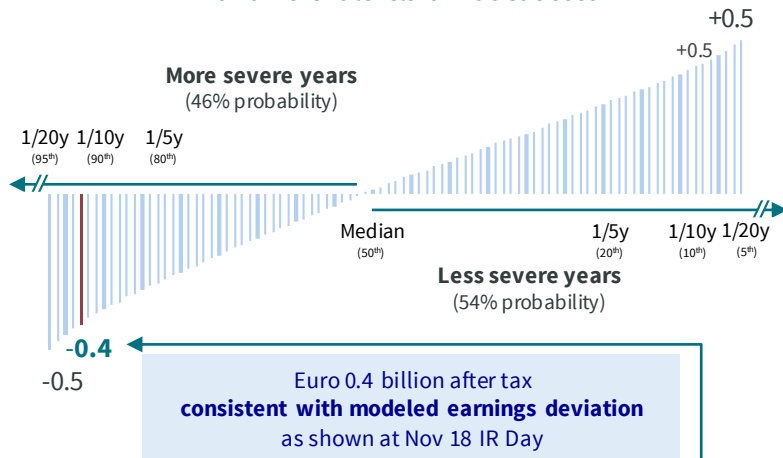 +0.5
+0.5
More severe years
(46% probability)
1/20y 1/10y 1/5y
(95th) (90th) (80th)
Median 1/5y 1/10y 1/20y
(50th) (20th) (10th) (5th)
Less severe years
(54% probability)
-0.4
-0.5
Euro 0.4 billion after tax
consistent with modeled earnings deviation
as shown at Nov 18 IR Day